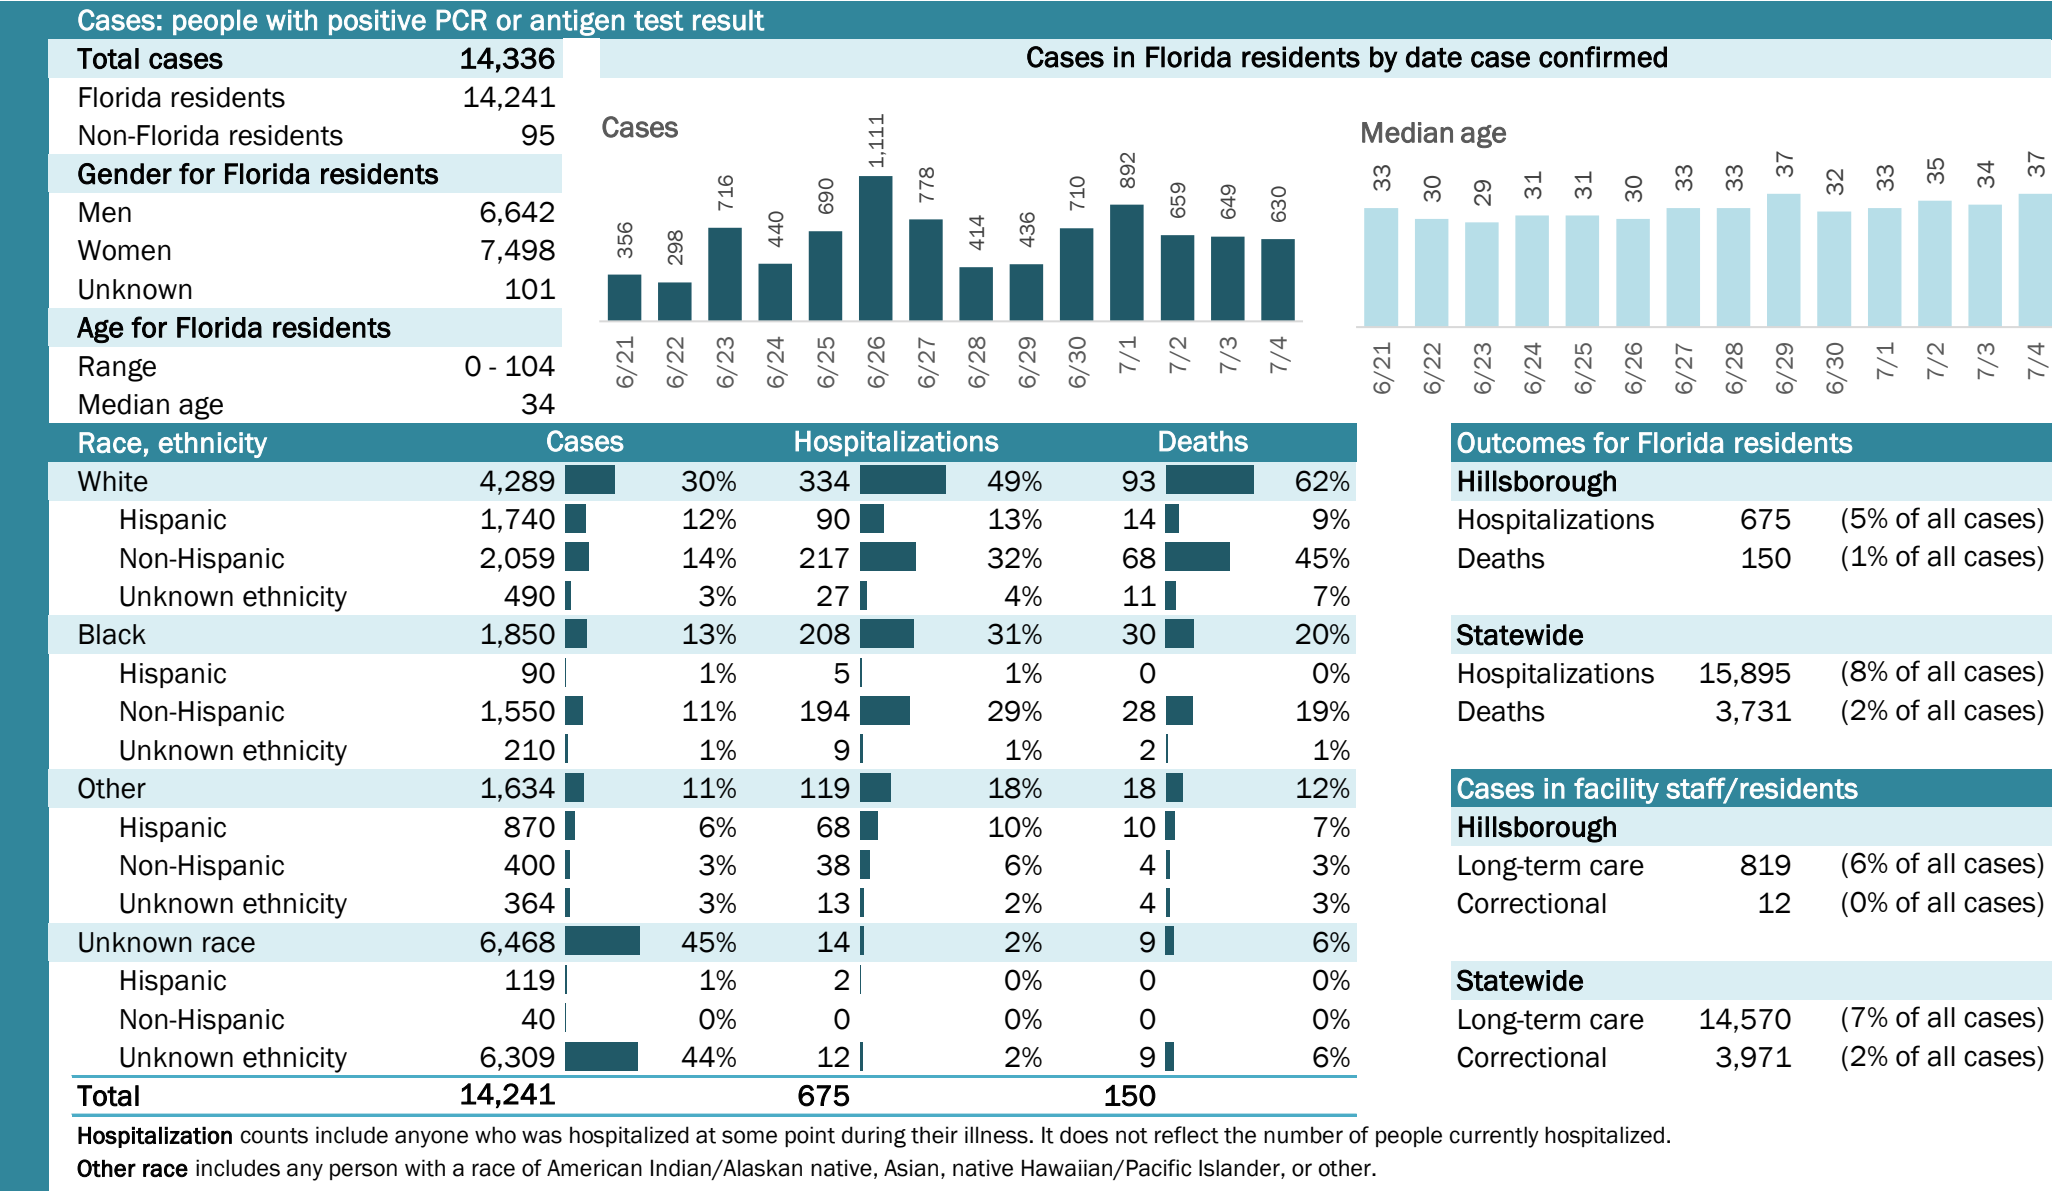 Cases: people with positive PCR or antigen test result
Total cases 14,336
Florida residents 14,241
Non-Florida residents 95
Gender for Florida residents
Men 6,642
Women 7,498
Unknown 101
Age for Florida residents
Range 0 - 104
Median age 34
Cases in Florida residents by date case confirmed
Cases
356 298 716 440 690 1,111 778 414 436 710 892 659 649 630
6/21 6/22 6/23 6/24 6/25 6/26 6/27 6/28 6/29 6/30 7/1 7/2 7/3 7/4
Median age
33 30 29 31 31 30 33 33 37 32 33 35 34 37
6/21 6/22 6/23 6/24 6/25 6/26 6/27 6/28 6/29 6/30 7/1 7/2 7/3 7/4
Race, ethnicity Cases Hospitalizations Deaths
White 4,289 30% 334 49% 93 62%
Hispanic 1,740 12% 90 13% 14 9%
Non-Hispanic 2,059 14% 217 32% 68 45%
Unknown ethnicity 490 3% 27 4% 11 7%
Black 1,850 13% 208 31% 30 20%
Hispanic 90 1% 5 1% 0 0%
Non-Hispanic 1,550 11% 194 29% 28 19%
Unknown ethnicity 210 1% 9 1% 2 1%
Other 1,634 11% 119 18% 18 12%
Hispanic 870 6% 68 10% 10 7%
Non-Hispanic 400 3% 38 6% 4 3%
Unknown ethnicity 364 3% 13 2% 4 3%
Unknown race 6,468 45% 14 2% 9 6%
Hispanic 119 1% 2 0% 0 0%
Non-Hispanic 40 0% 0 0% 0 0%
Unknown ethnicity 6,309 44% 12 2% 9 6%
Total 14,241 675 150
Outcomes for Florida residents
Hillsborough
Hospitalizations 675 (5% of all cases)
Deaths 150 (1% of all cases)
Statewide
Hospitalizations 15,895 (8% of all cases)
Deaths 3,731 (2% of all cases)
Cases in facility staff/residents
Hillsborough
Long-term care 819 (6% of all cases)
Correctional 12 (0% of all cases)
Statewide
Long-term care 14,570 (7% of all cases)
Correctional 3,971 (2% of all cases)
Hospitalization counts include anyone who was hospitalized at some point during their illness. It does not reflect the number of people currently hospitalized.
Other race includes any person with a race of American Indian/Alaskan native, Asian, native Hawaiian/Pacific Islander, or other.